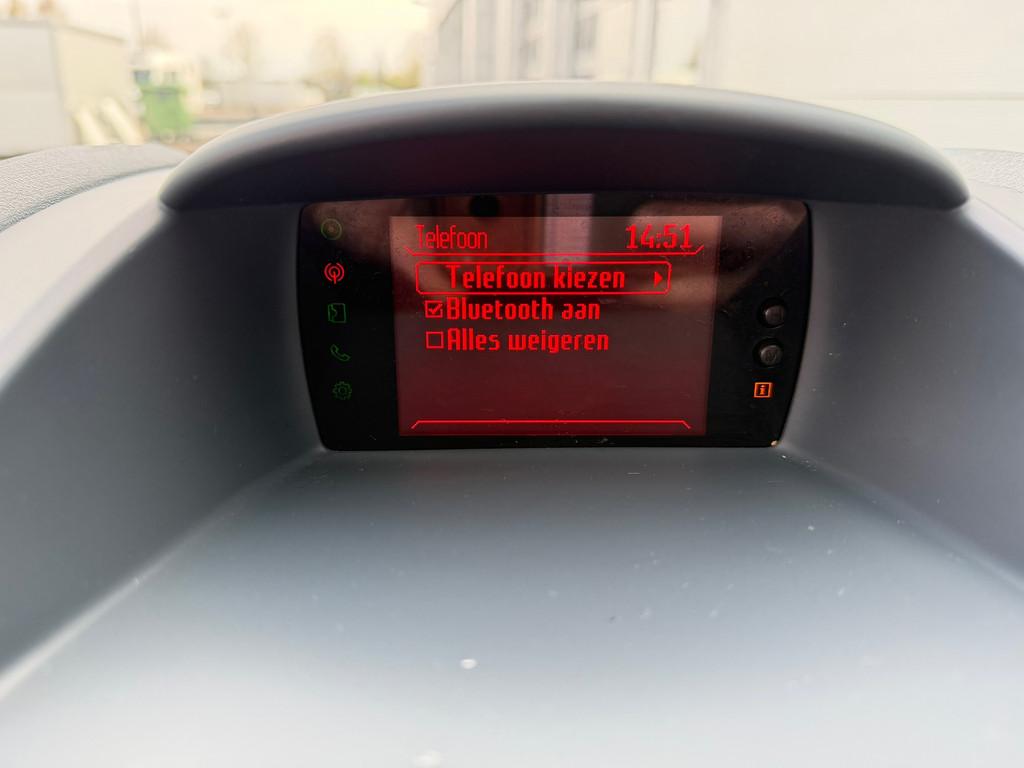 Telefoon 14:51
Telefoon kiezen
Bluetooth aan
Alles weigeren
i